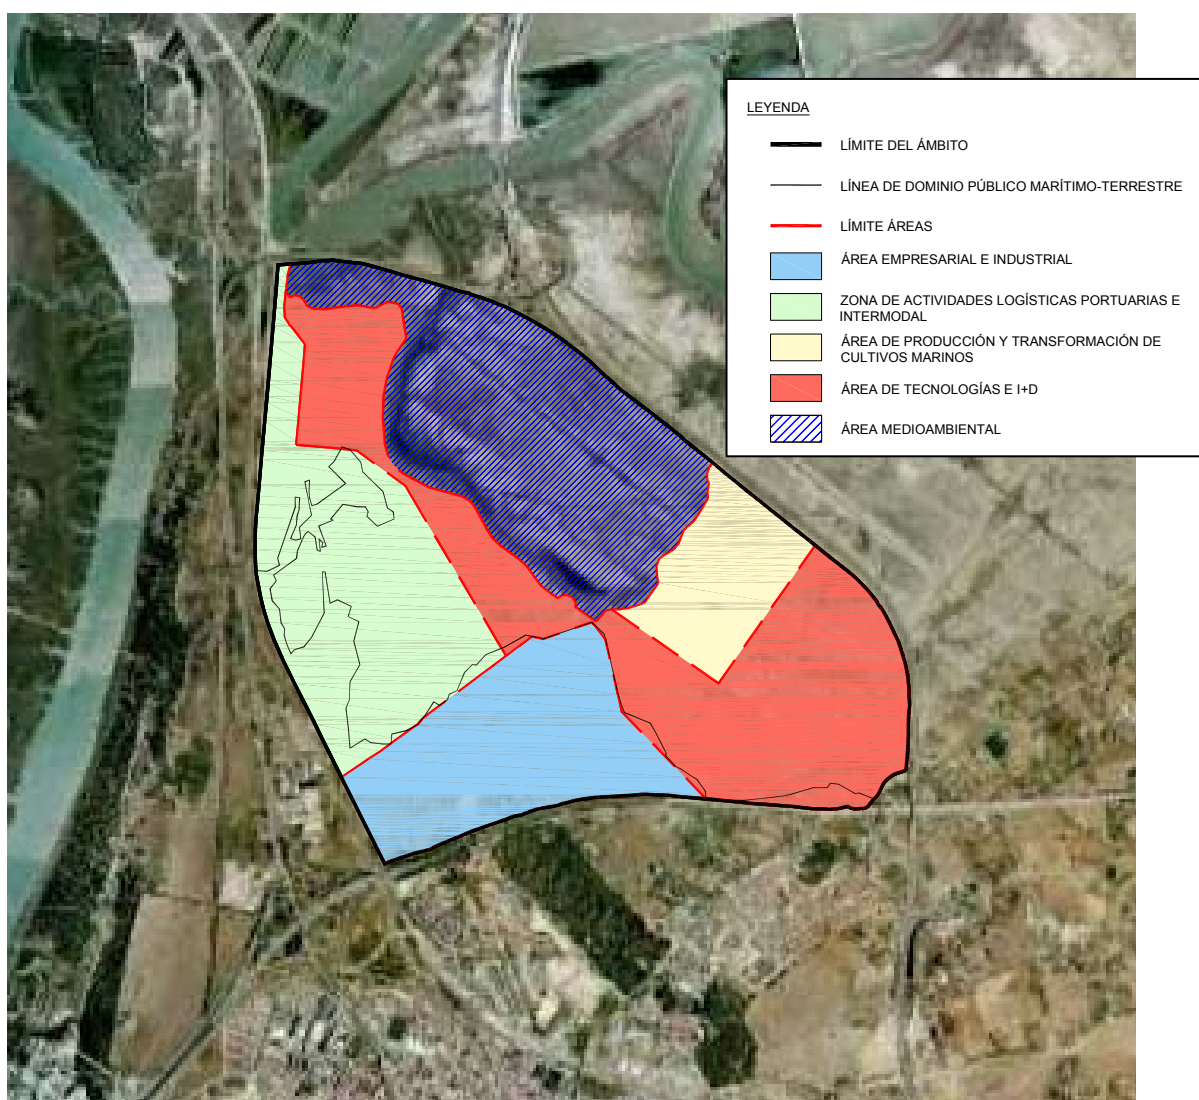 LEYENDA
LÍMITE DEL ÁMBITO
LÍNEA DE DOMINIO PÚBLICO MARÍTIMO-TERRESTRE
LÍMITE ÁREAS
ÁREA EMPRESARIAL E INDUSTRIAL
ZONA DE ACTIVIDADES LOGÍSTICAS PORTUARIAS E
INTERMODAL
ÁREA DE PRODUCCIÓN Y TRANSFORMACIÓN DE
CULTIVOS MARINOS
ÁREA DE TECNOLOGÍAS E I+D
ÁREA MEDIOAMBIENTAL